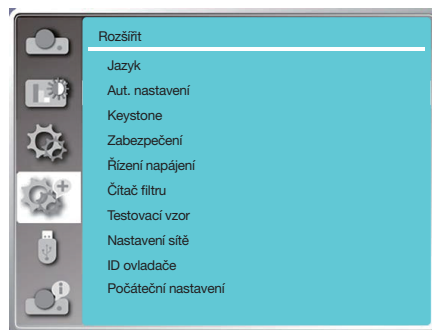 Rozšířit
Jazyk
Aut. nastavení
Keystone
Zabezpečení
Řízení napájení
Čítač filtru
Testovací vzor
Nastavení sítě
ID ovladače
Počáteční nastavení